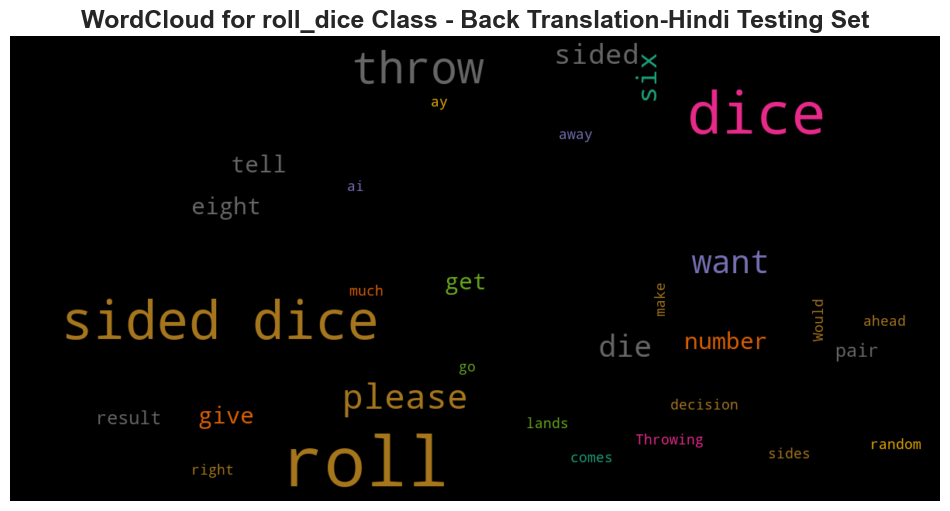 WordCloud for roll_dice Class - Back Translation-Hindi Testing Set
throw
sided
six
dice
ay
away
tell
ai
eight
want
get
much
make
Would
sided dice
ahead
number
die
pair
go
please
decision
result
give
lands
Throwing
random
roll
comes
sides
right